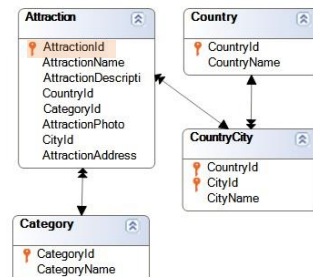 Attraction
AttractionId
AttractionName
AttractionDescripti
CountryId
CategoryId
AttractionPhoto
CityId
AttractionAddress
Country
CountryId
CountryName
CountryCity
CountryId
CityId
CityName
Category
CategoryId
CategoryName